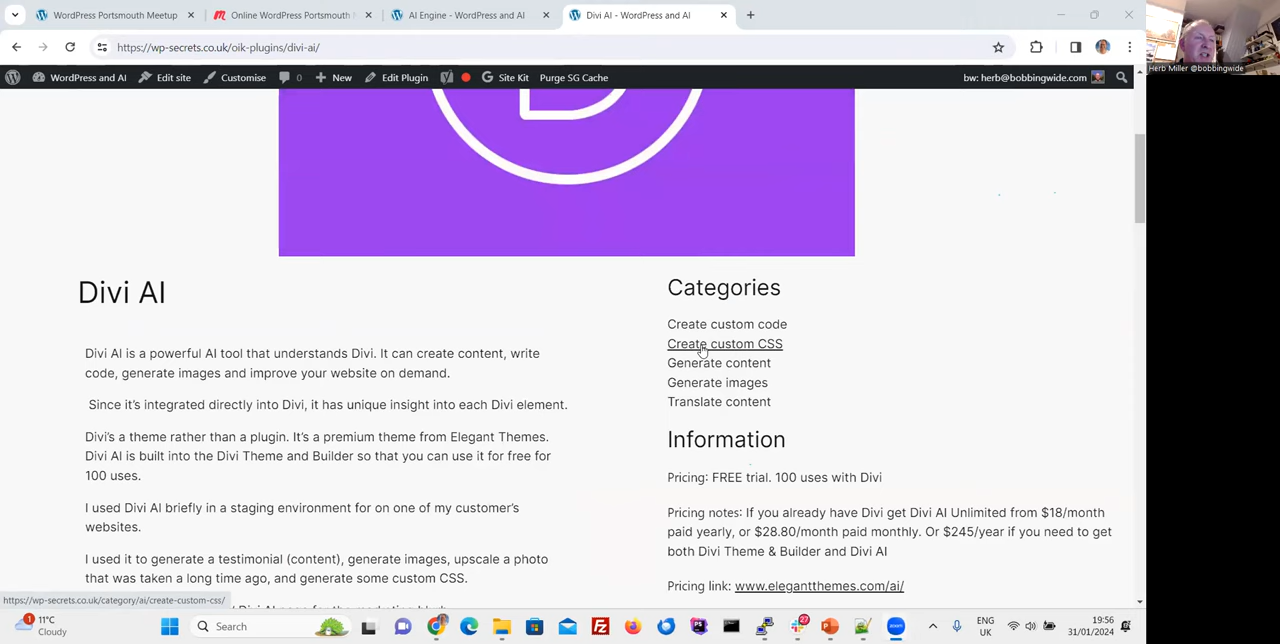 WordPress Portsmouth Meetup
Online WordPress Portsmouth
AI Engine - WordPress and AI
Divi AI - WordPress and AI
https://wp-secrets.co.uk/oik-plugins/divi-ai/
Herb Miller @bobbingwide
WordPress and AI
Edit site
Customise
0
New
Edit Plugin
Site Kit
Purge SG Cache
bw: herb@bobbingwide.com
Divi AI
Divi AI is a powerful AI tool that understands Divi. It can create content, write
code, generate images and improve your website on demand.
Since it's integrated directly into Divi, it has unique insight into each Divi element.
Divi's a theme rather than a plugin. It's a premium theme from Elegant Themes.
Divi AI is built into the Divi Theme and Builder so that you can use it for free for
100 uses.
I used Divi AI briefly in a staging environment for on one of my customer's
websites.
I used it to generate a testimonial (content), generate images, upscale a photo
that was taken a long time ago, and generate some custom CSS.
Categories
Create custom code
Create custom CSS
Generate content
Generate images
Translate content
Information
Pricing: FREE trial. 100 uses with Divi
Pricing notes: If you already have Divi get Divi AI Unlimited from $18/month
paid yearly, or $28.80/month paid monthly. Or $245/year if you need to get
both Divi Theme & Builder and Divi AI
Pricing link: www.elegantthemes.com/ai/
https://wp-secrets.co.uk/category/ai/create-custom-css/
1
11°C
Cloudy
Search
27
ENG
UK
19:56
31/01/2024